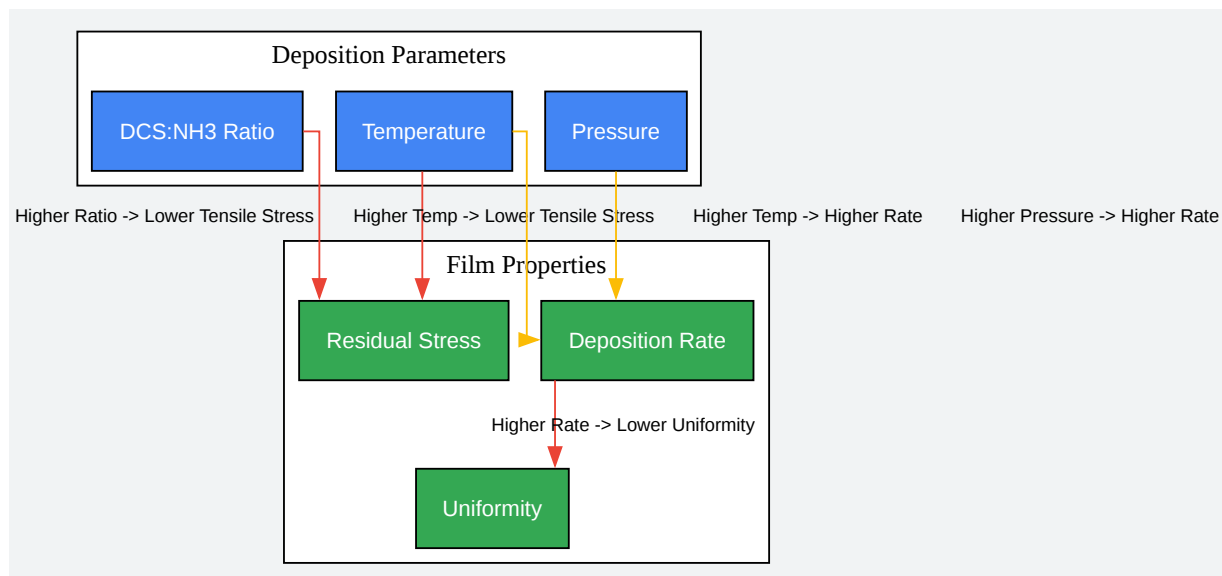 Deposition Parameters
DCS:NH3 Ratio
Temperature
Pressure
Higher Ratio -> Lower Tensile Stress
Higher Temp -> Lower Tensile Stress
Higher Temp -> Higher Rate
Higher Pressure -> Higher Rate
Film Properties
Residual Stress
Deposition Rate
Higher Rate -> Lower Uniformity
Uniformity